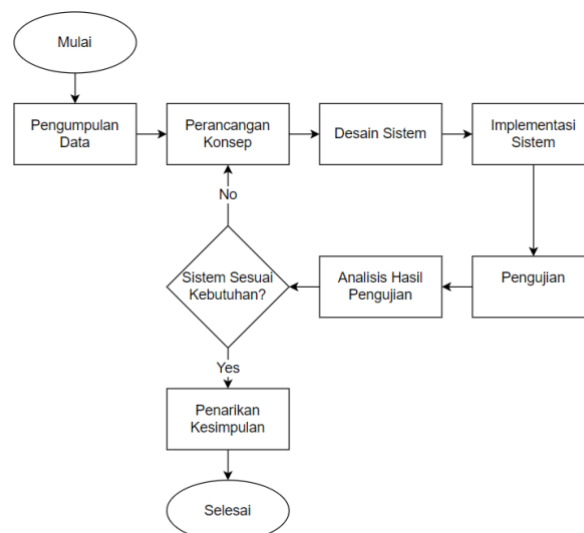 Mulai
Pengumpulan
Data
Perancangan
Konsep
Desain Sistem
Implementasi
Sistem
Pengujian
Analisis Hasil
Pengujian
Sistem Sesuai
Kebutuhan?
No
Yes
Penarikan
Kesimpulan
Selesai